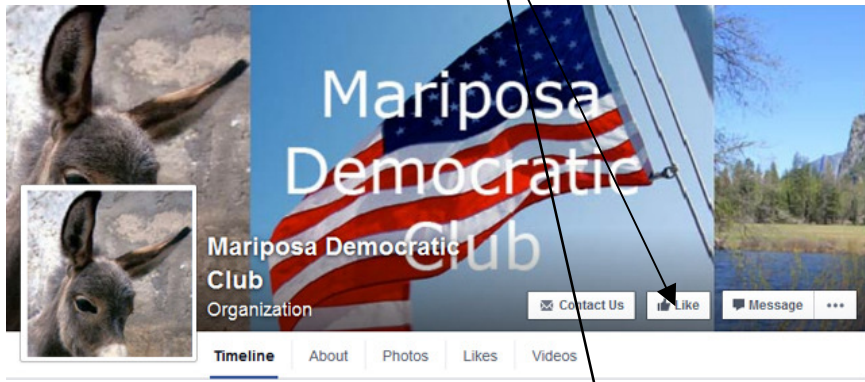 Mariposa
Democratic
Club
Mariposa Democratic
Club
Organization
Contact Us
Like
Message
Timeline About Photos Likes Videos